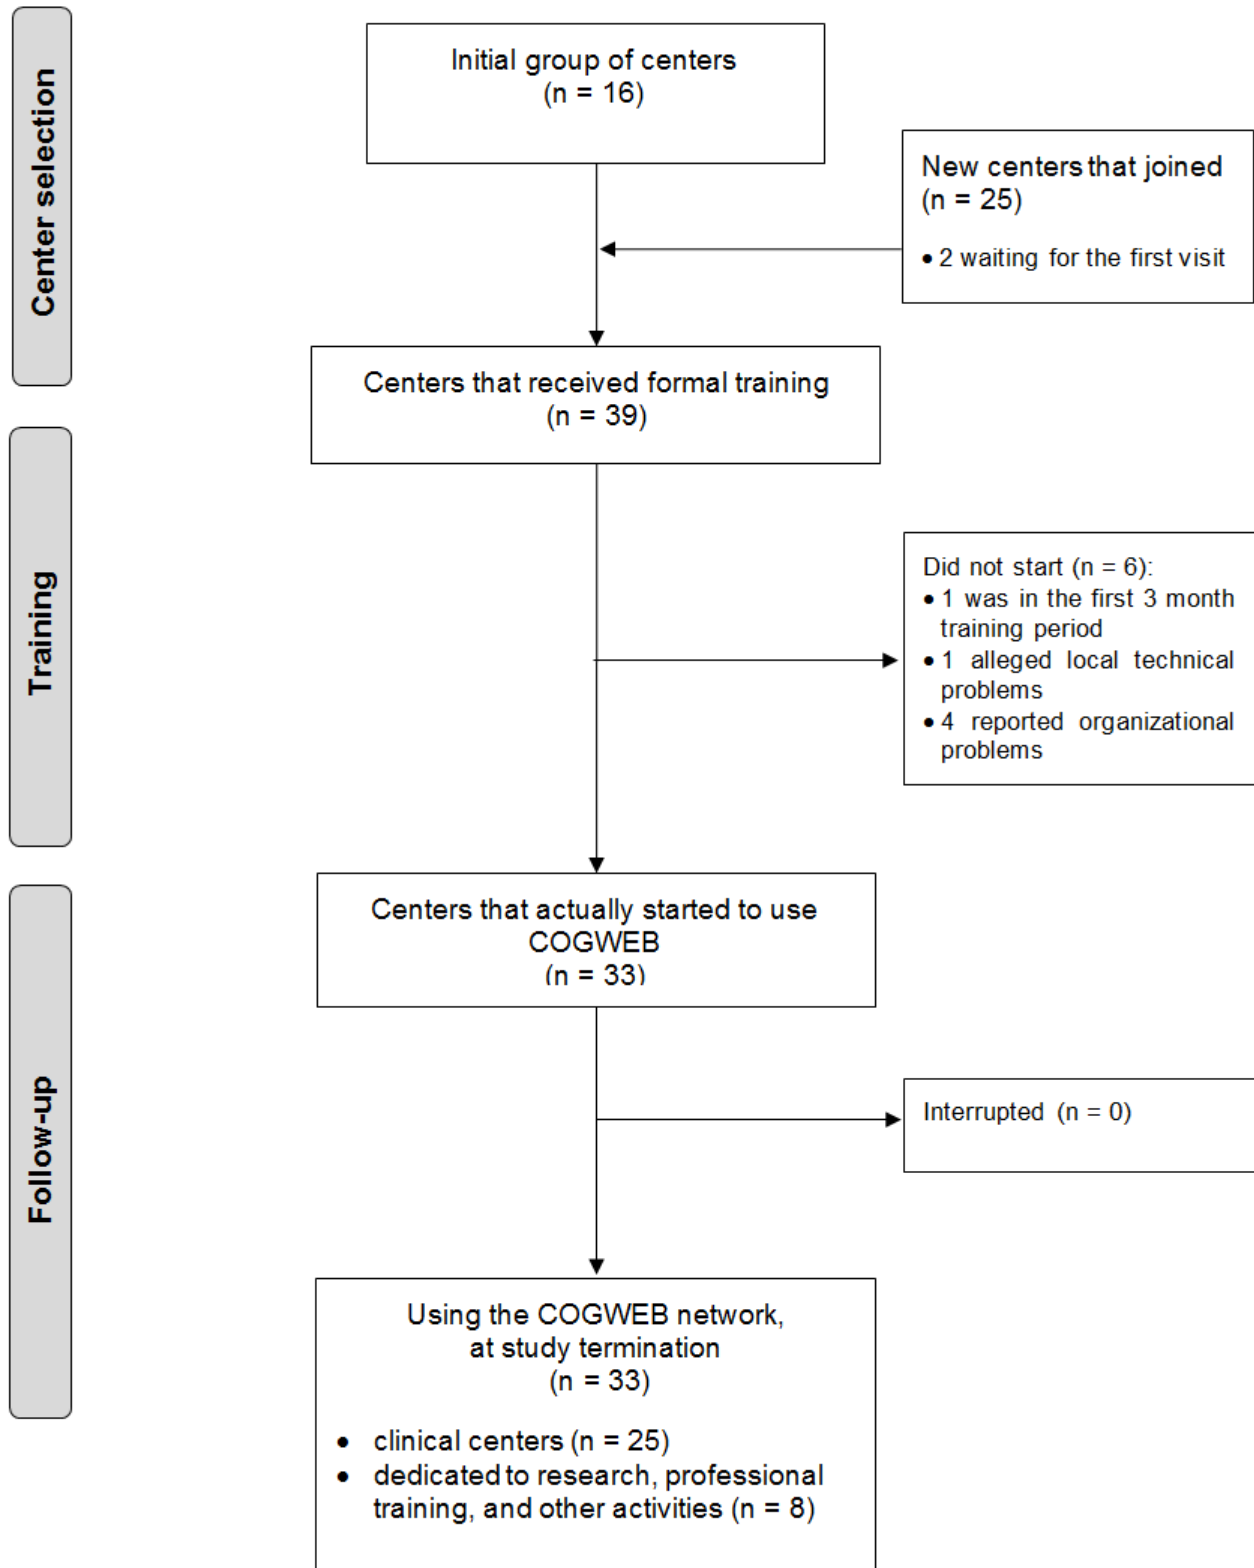 Center selection
Initial group of centers
(n = 16)
New centers that joined
(n = 25)
• 2 waiting for the first visit
Centers that received formal training
(n = 39)
Training
Did not start (n = 6):
• 1 was in the first 3 month
training period
• 1 alleged local technical
problems
• 4 reported organizational
problems
Centers that actually started to use
COGWEB
(n = 33)
Follow-up
Interrupted (n = 0)
Using the COGWEB network,
at study termination
(n = 33)
• clinical centers (n = 25)
• dedicated to research, professional
training, and other activities (n = 8)